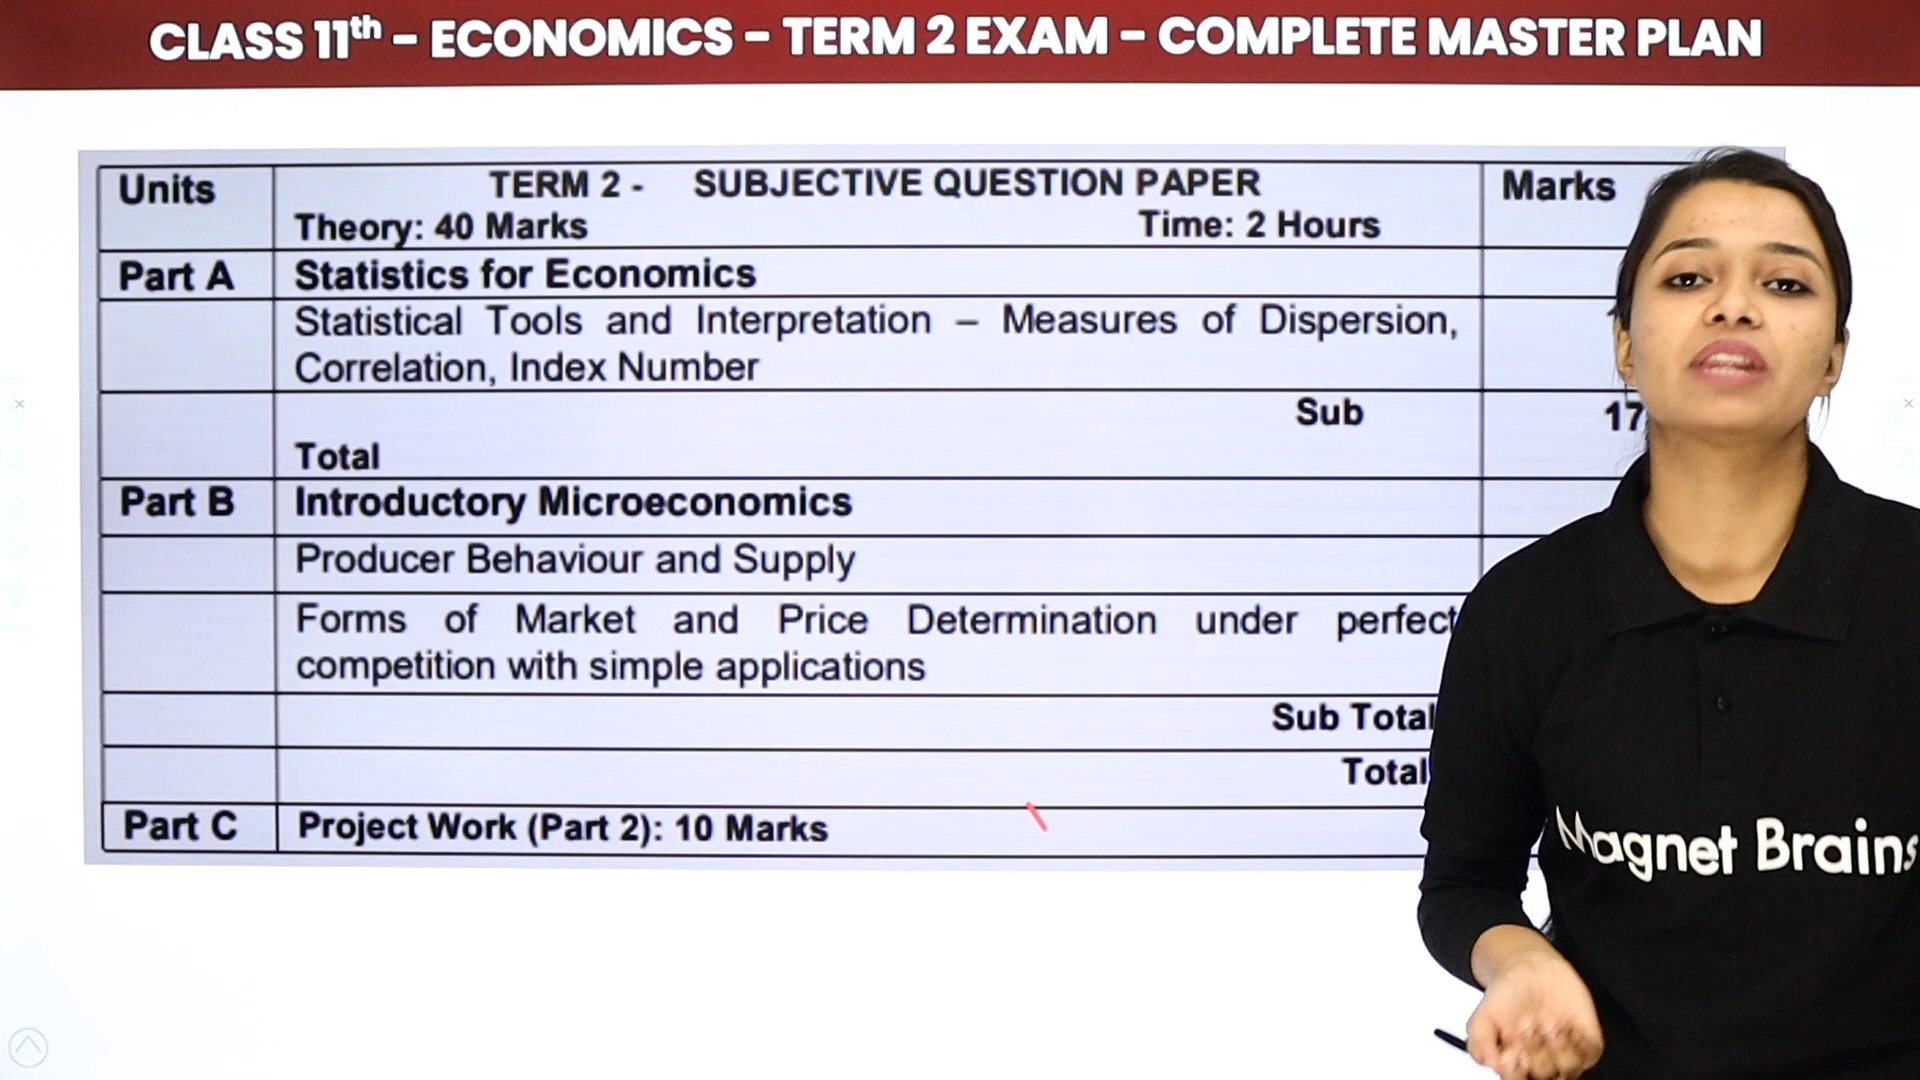 CLASS 11th - ECONOMICS - TERM 2 EXAM - COMPLETE MASTER PLAN
Units TERM 2 - SUBJECTIVE QUESTION PAPER Marks
Theory: 40 Marks Time: 2 Hours
Part A Statistics for Economics
Statistical Tools and Interpretation – Measures of Dispersion,
Correlation, Index Number
Sub 17
Total
Part B Introductory Microeconomics
Producer Behaviour and Supply
Forms of Market and Price Determination under perfect
competition with simple applications
Sub Total
Total
Part C Project Work (Part 2): 10 Marks
Magnet Brains